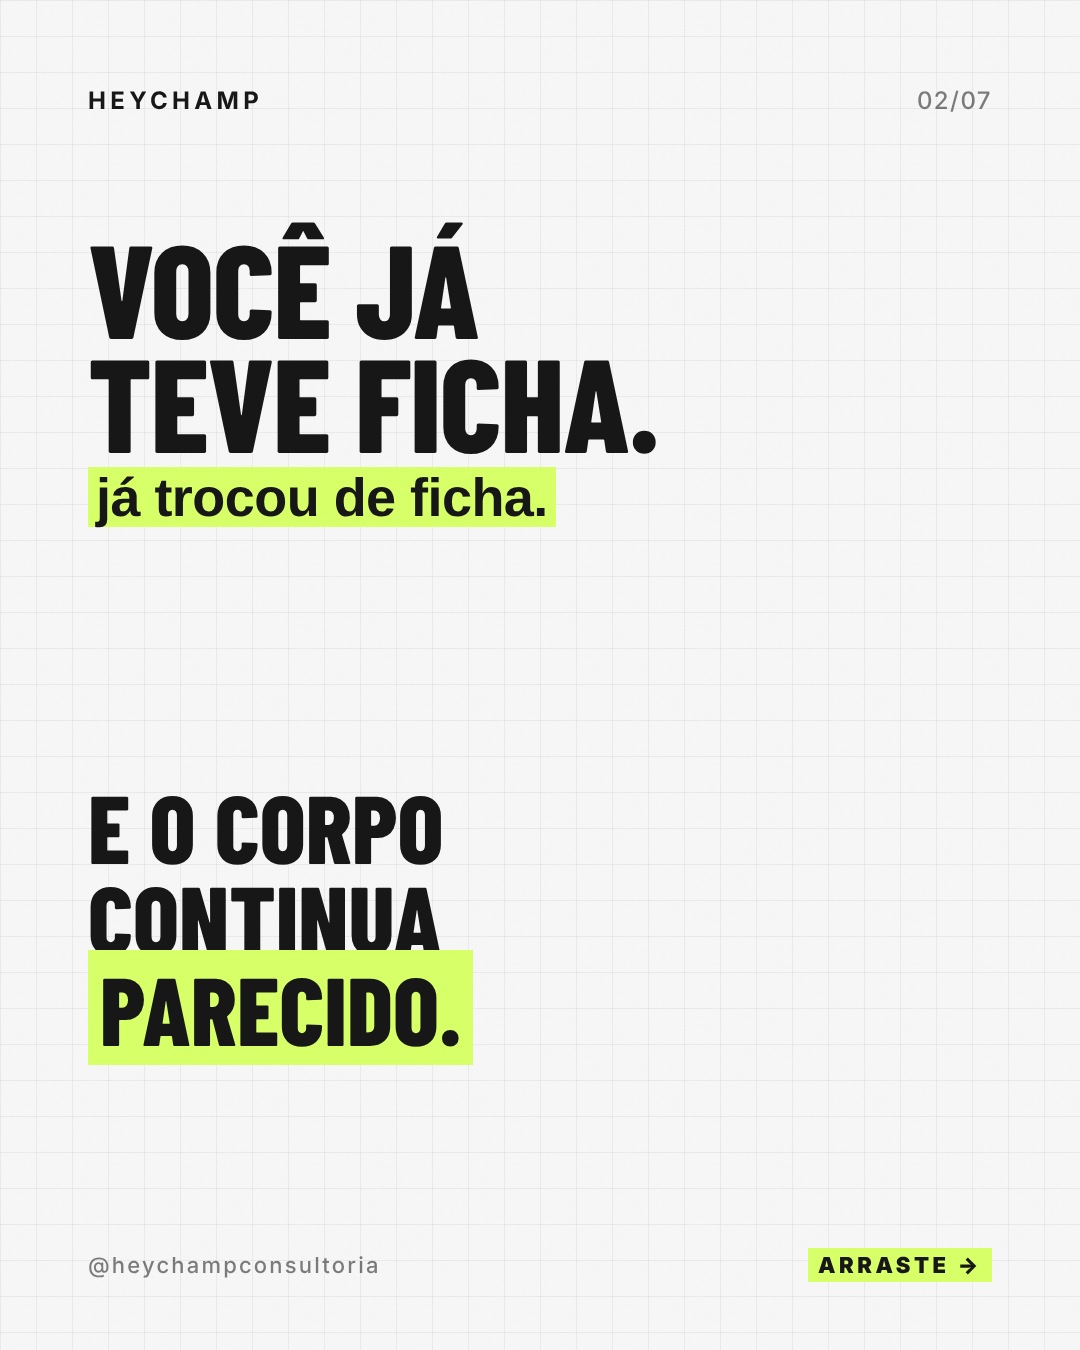 HEYCHAMP
02/07
VOCÊ JÁ
TEVE FICHA.
já trocou de ficha.
E O CORPO
CONTINUA
PARECIDO.
@heychampconsultoria
ARRASTE →